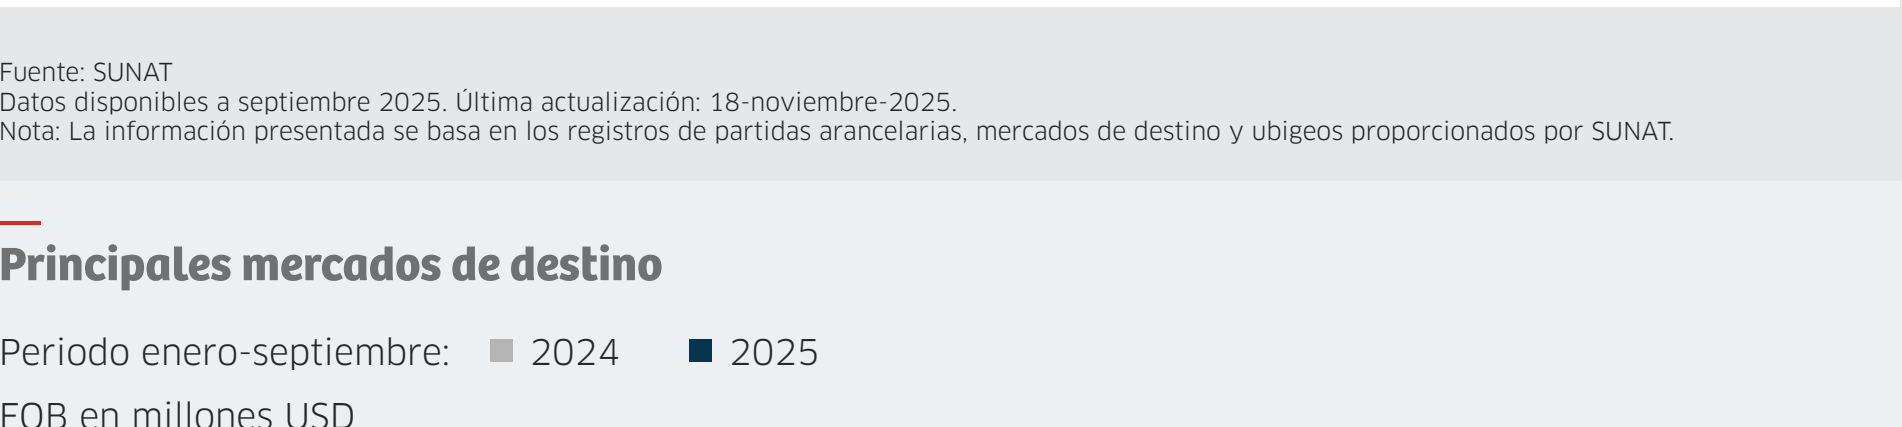 Fuente: SUNAT
Datos disponibles a septiembre 2025. Última actualización: 18-noviembre-2025.
Nota: La información presentada se basa en los registros de partidas arancelarias, mercados de destino y ubigeos proporcionados por SUNAT.
Principales mercados de destino
Periodo enero-septiembre: 2024 2025
FOB en millones USD